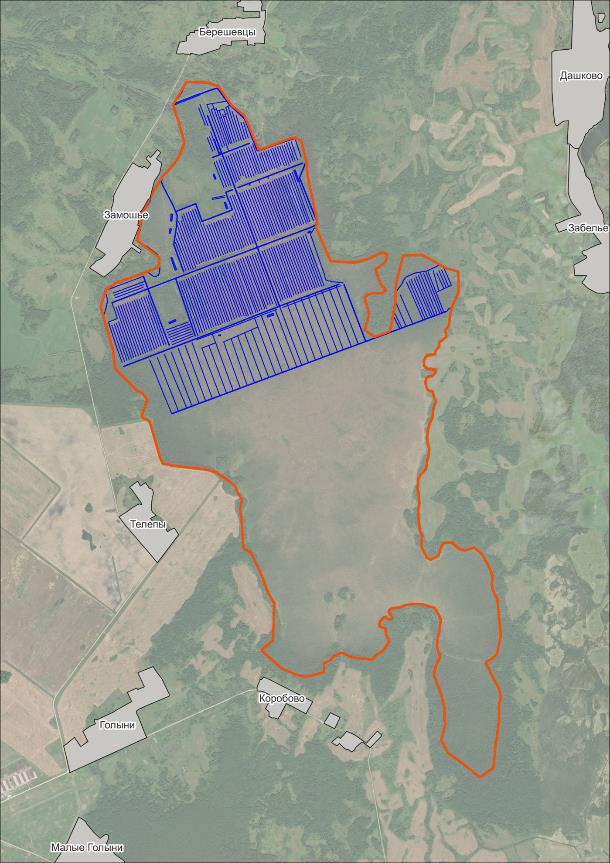 Берешевцы
Дашково
Замошье
Забелье
Телепы
Коробово
Голыни
Малые Голыни